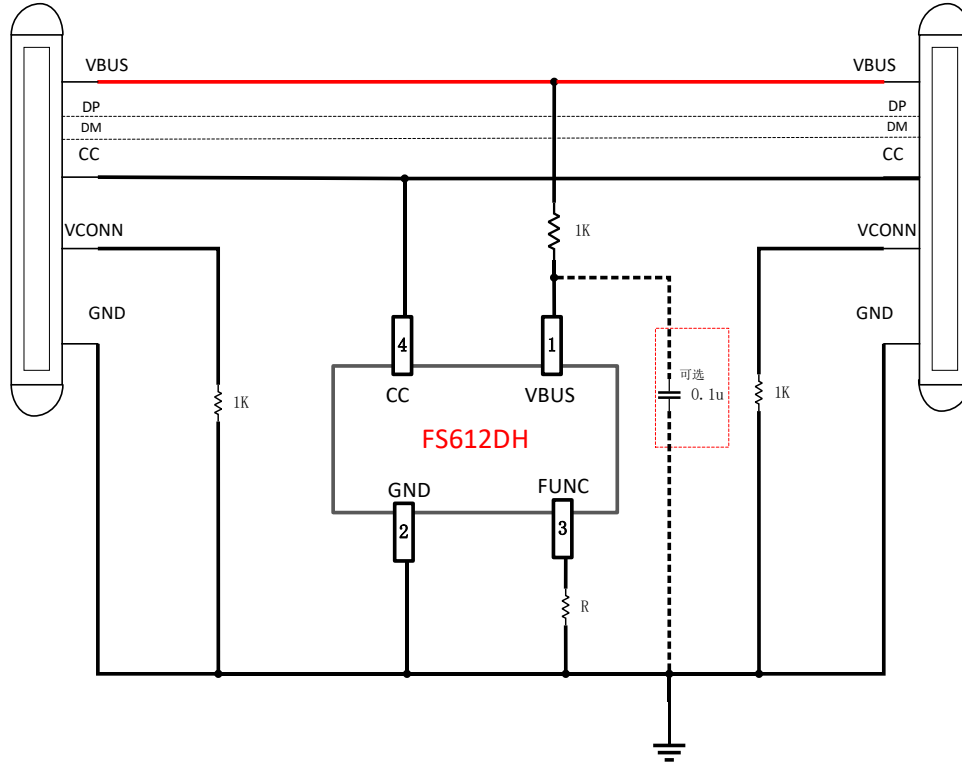 VBUS
VBUS
DP
DP
DM
DM
CC
CC
VCONN
1K
VCONN
GND
GND
4
1
可选
0.1u
CC
VBUS
1K
1K
FS612DH
GND
FUNC
2
3
R